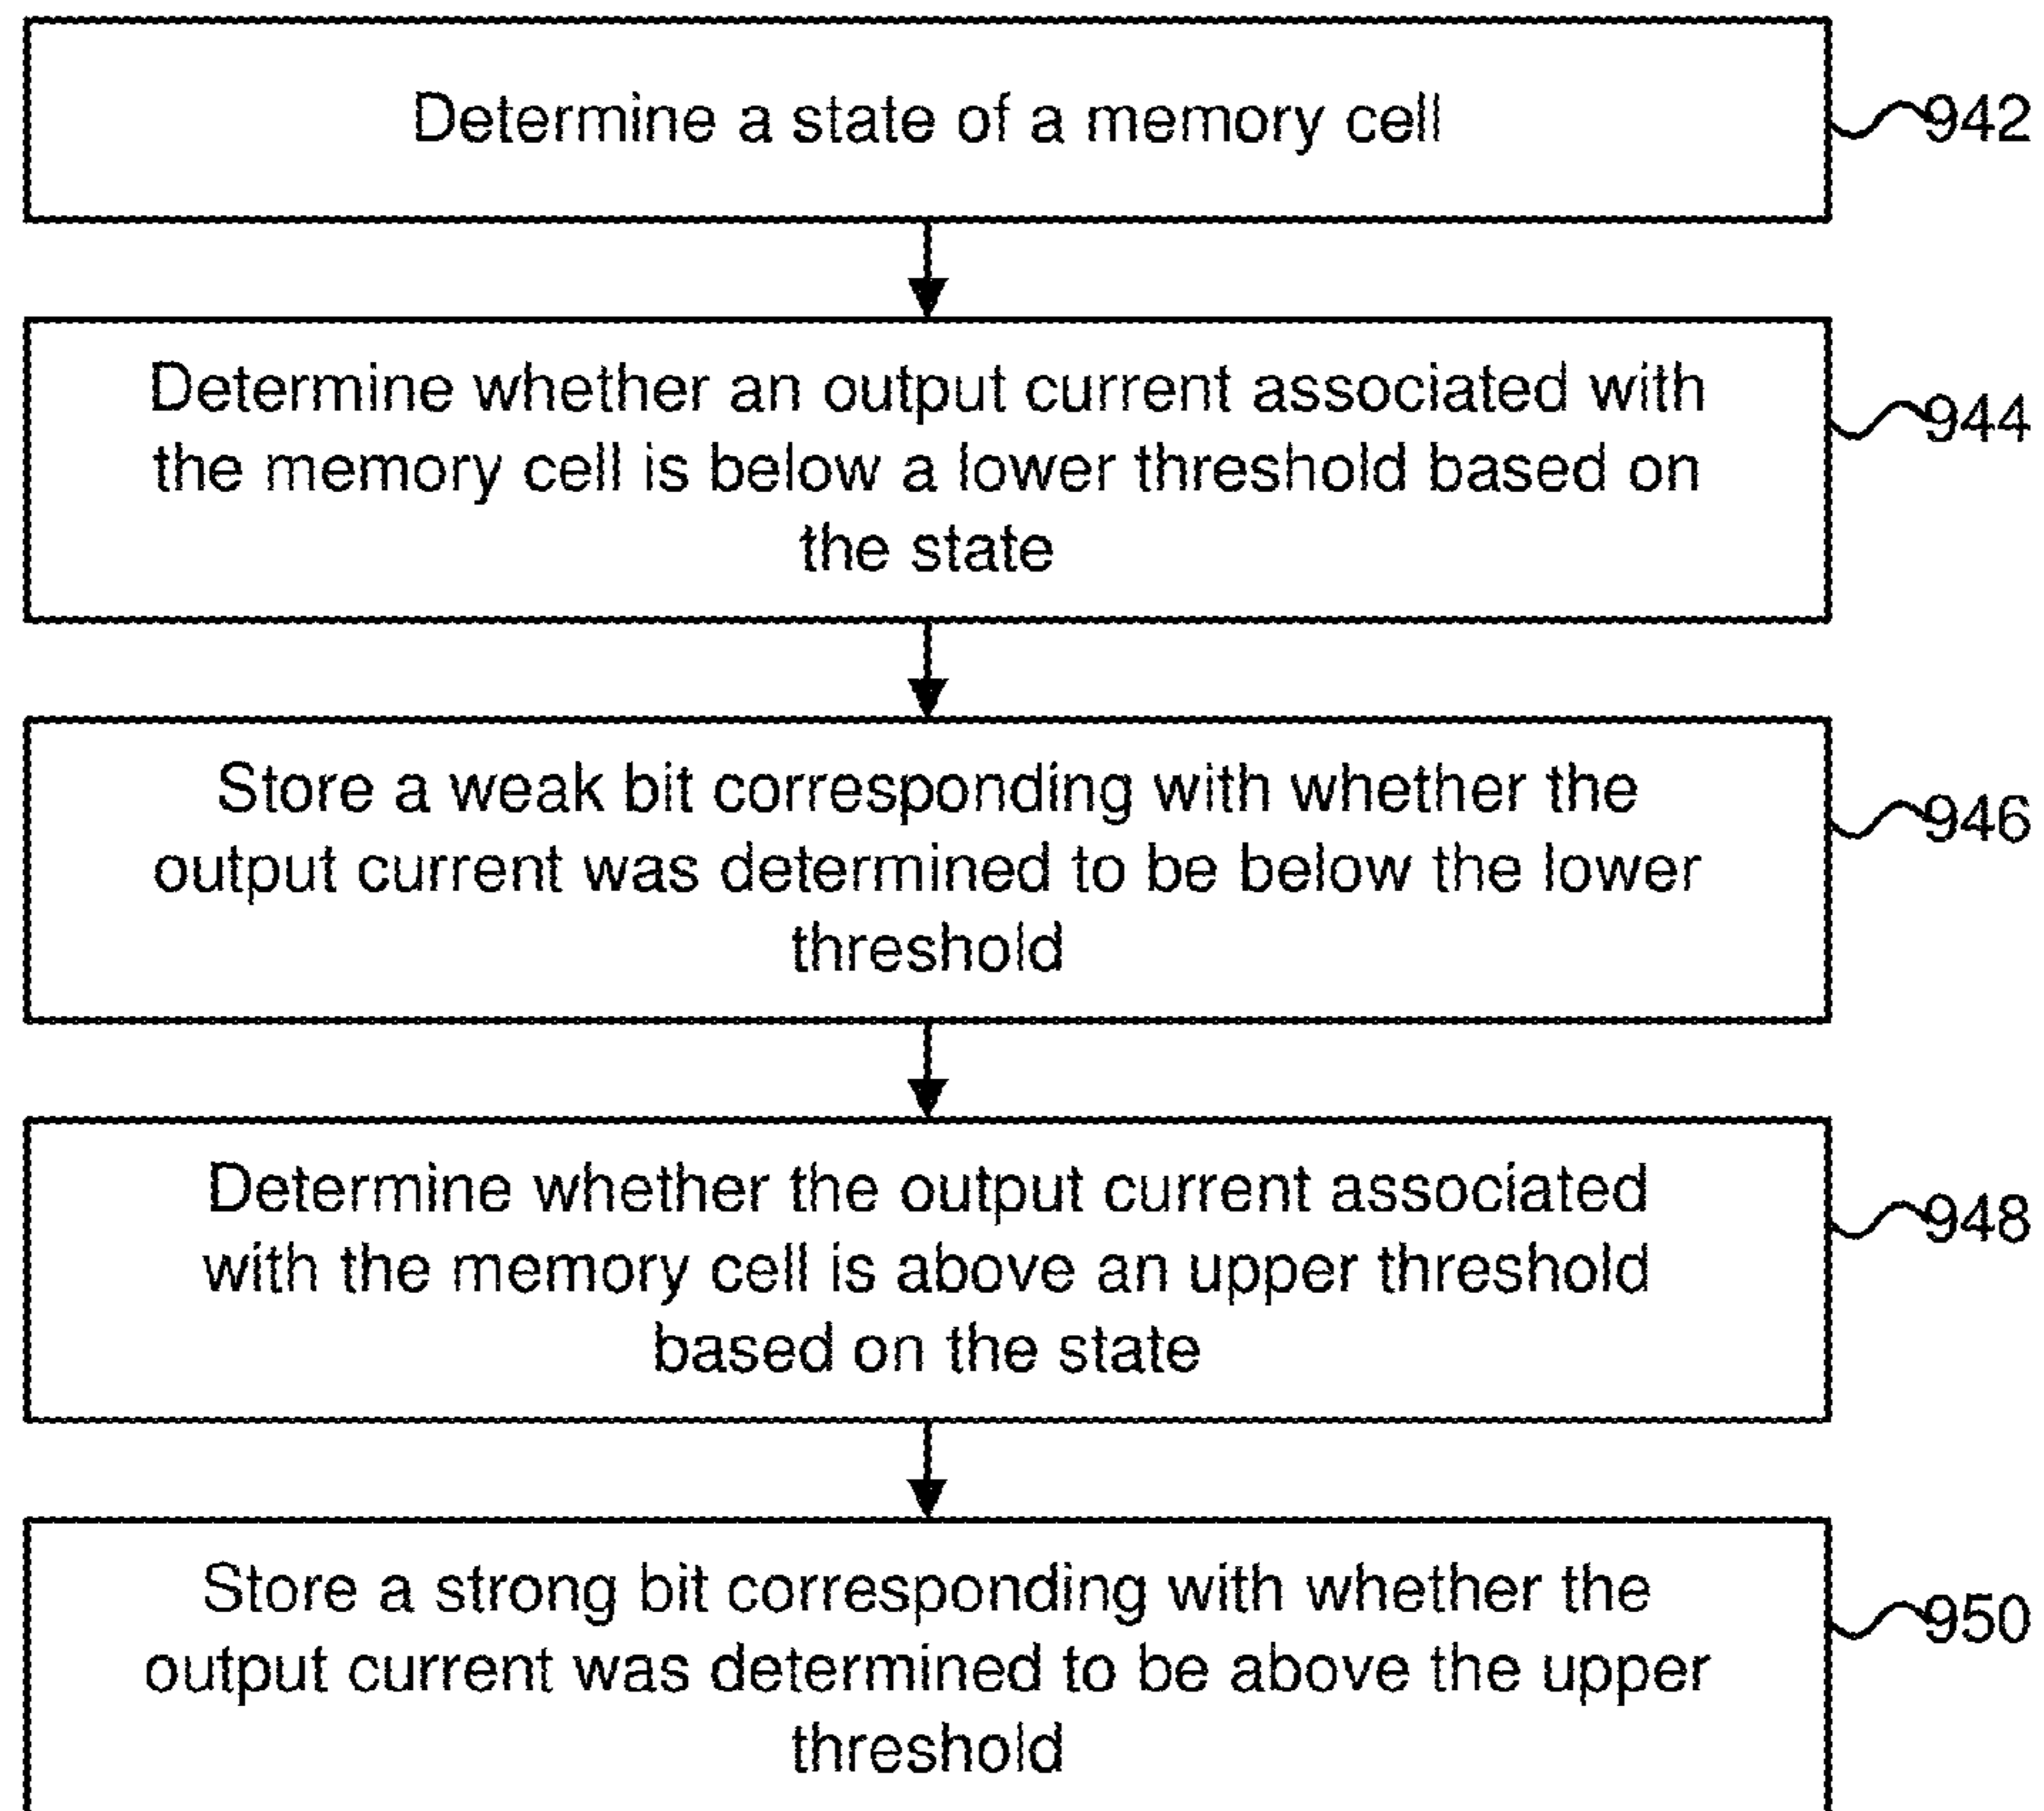 Determine a state of a memory cell
942
Determine whether an output current associated with
the memory cell is below a lower threshold based on
the state
944
Store a weak bit corresponding with whether the
output current was determined to be below the lower
threshold
946
Determine whether the output current associated
with the memory cell is above an upper threshold
based on the state
948
Store a strong bit corresponding with whether the
output current was determined to be above the upper
threshold
950